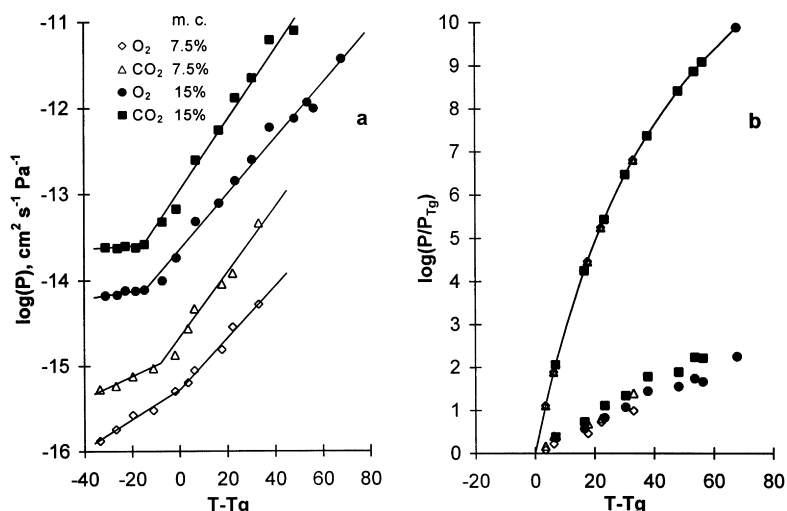 -11
-12
-13
-14
-15
-16
-40
-20
0
20
40
60
80
log(P), cm² s⁻¹ Pa⁻¹
T-Tg
m. c.
O₂ 7.5%
CO₂ 7.5%
O₂ 15%
CO₂ 15%
a
10
9
8
7
6
5
4
3
2
1
0
-20
0
20
40
60
80
log(P/P_Tg)
T-Tg
b